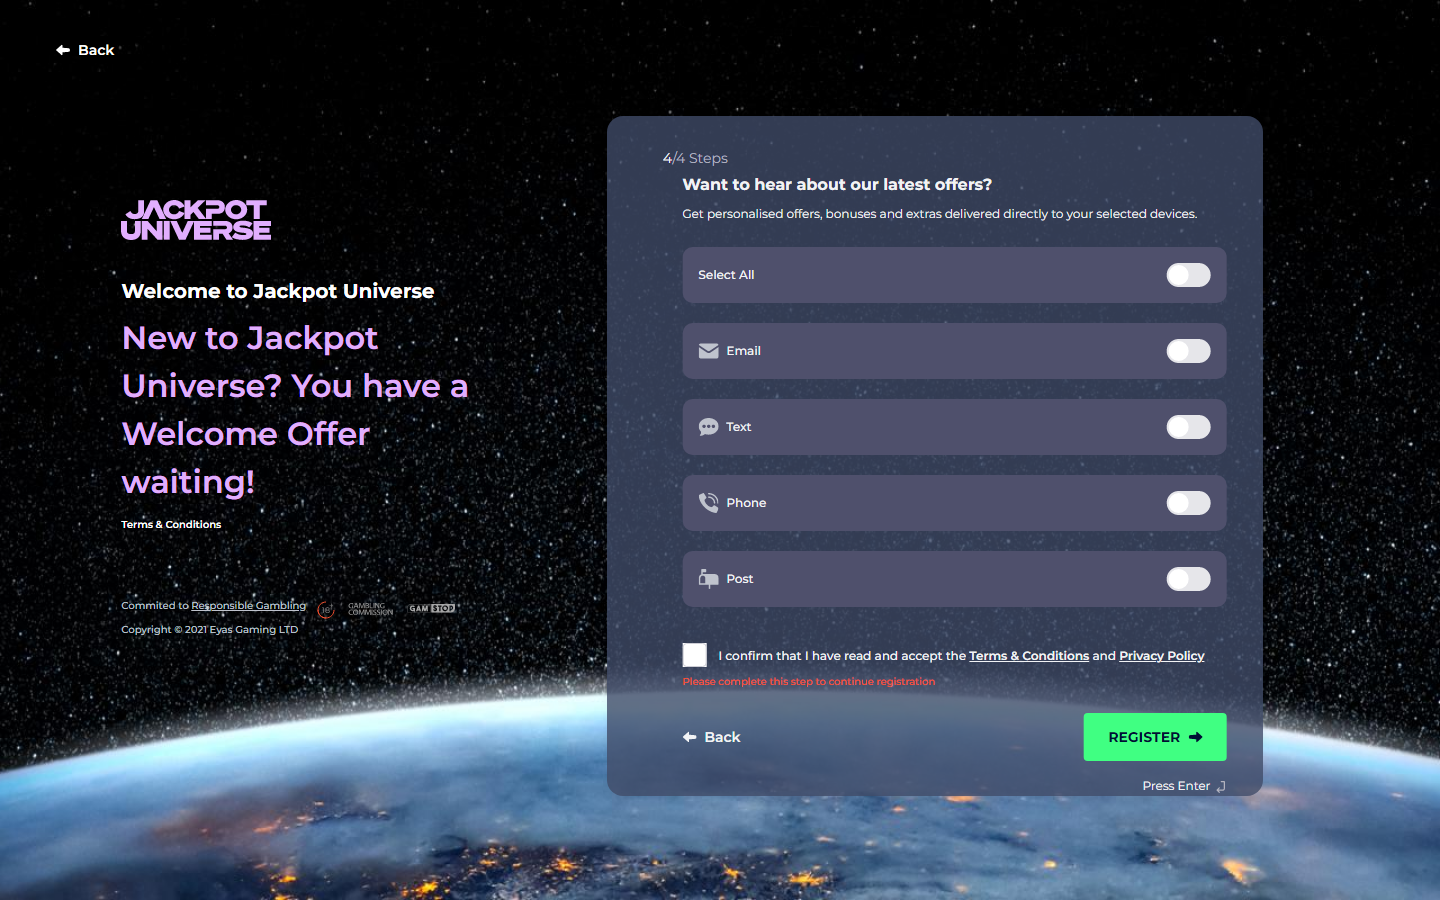 Back
JACKPOT
UNIVERSE
Welcome to Jackpot Universe
New to Jackpot
Universe? You have a
Welcome Offer
waiting!
Terms & Conditions
Commited to Responsible Gambling
18+
GAMBLING
COMMISSION
GAMSTOP
Copyright © 2021 Eyas Gaming LTD
4/4 Steps
Want to hear about our latest offers?
Get personalised offers, bonuses and extras delivered directly to your selected devices.
Select All
Email
Text
Phone
Post
I confirm that I have read and accept the Terms & Conditions and Privacy Policy
Please complete this step to continue registration
Back
REGISTER
Press Enter